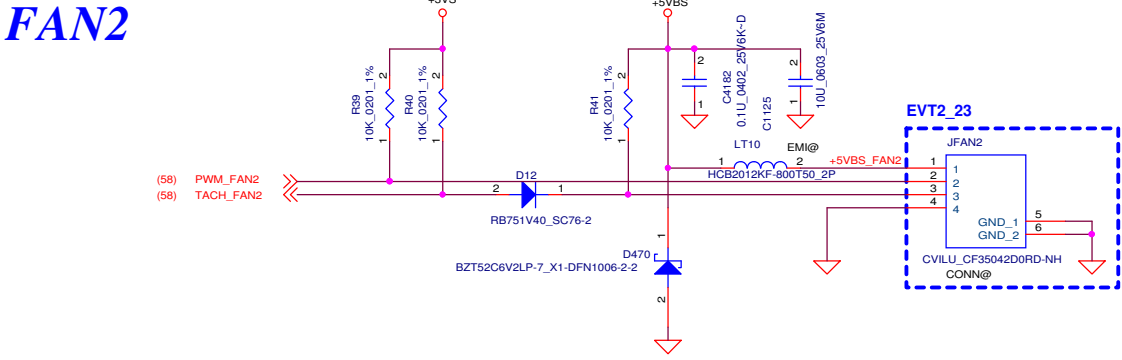 FAN2
+3VS
+5VBS
R39
10K_0201_1%
2
1
R40
10K_0201_1%
2
1
R41
10K_0201_1%
2
1
2
1
C4182
0.1U_0402_25V6K~D
2
1
C1125
10U_0603_25V6M
EVT2_23
LT10
EMI@
1
2
HCB2012KF-800T50_2P
+5VBS_FAN2
JFAN2
1
2
3
4
1
2
3
4
(58) PWM_FAN2
(58) TACH_FAN2
D12
2
1
RB751V40_SC76-2
GND_1
5
GND_2
6
CVILU_CF35042D0RD-NH
CONN@
1
D470
BZT52C6V2LP-7_X1-DFN1006-2-2
2